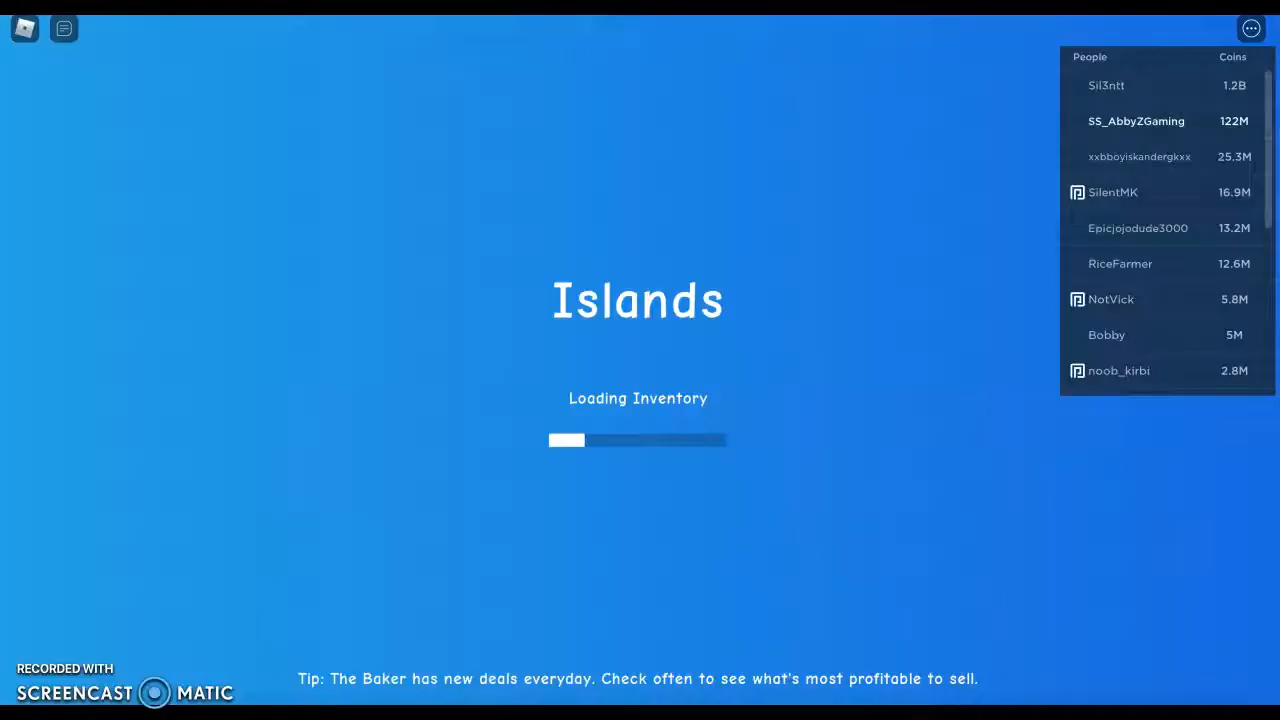 People Coins
Sil3ntt 1.2B
SS_AbbyZGaming 122M
xxbboyiskandergkxx 25.3M
SilentMK 16.9M
Epicjojodude3000 13.2M
RiceFarmer 12.6M
NotVick 5.8M
Bobby 5M
noob_kirbi 2.8M
Islands
Loading Inventory
RECORDED WITH
SCREENCAST MATIC
Tip: The Baker has new deals everyday. Check often to see what's most profitable to sell.